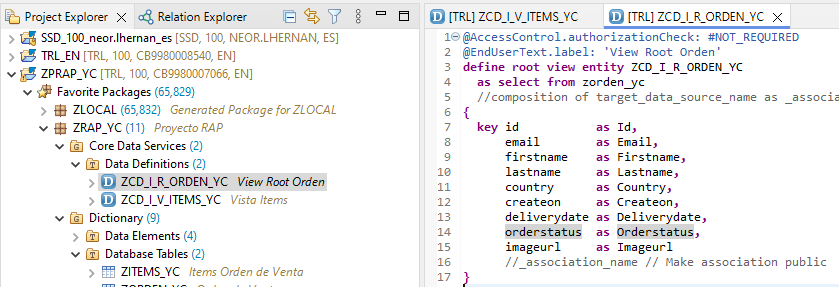 Project Explorer
Relation Explorer
SSD_100_neor.lhernan_es [SSD, 100, NEOR.LHERNAN, ES]
TRL_EN [TRL, 100, CB9980008540, EN]
ZPRAP_YC [TRL, 100, CB9980007066, EN]
Favorite Packages (65,829)
ZLOCAL (65,832) Generated Package for ZLOCAL
ZRAP_YC (11) Proyecto RAP
Core Data Services (2)
Data Definitions (2)
ZCD_I_R_ORDEN_YC View Root Orden
ZCD_I_V_ITEMS_YC Vista Items
Dictionary (9)
Data Elements (4)
Database Tables (2)
ZITEMS_YC Items Orden de Venta
[TRL] ZCD_I_V_ITEMS_YC
[TRL] ZCD_I_R_ORDEN_YC
1 @AccessControl.authorizationCheck: #NOT_REQUIRED
2 @EndUserText.label: 'View Root Orden'
3 define root view entity ZCD_I_R_ORDEN_YC
4 as select from zorden_yc
5 //composition of target_data_source_name as _associa
6 {
7 key id as Id,
8 email as Email,
9 firstname as Firstname,
10 lastname as Lastname,
11 country as Country,
12 createon as Createon,
13 deliverydate as Deliverydate,
14 orderstatus as Orderstatus,
15 imageurl as Imageurl
16 //_association_name // Make association public
17 }